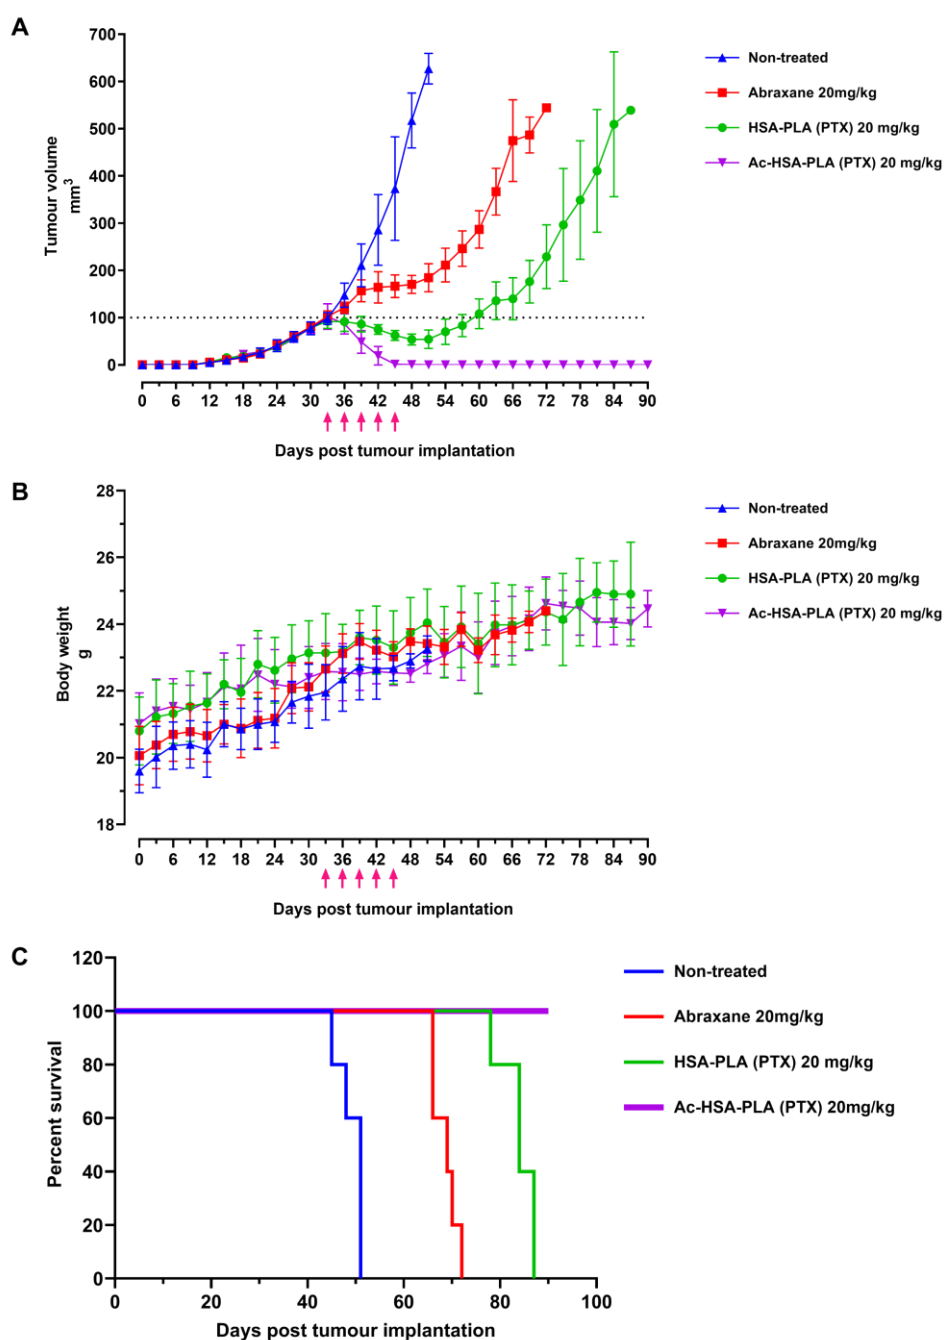 A
700
600
500
400
300
200
100
0
Tumour volume
mm³
0 6 12 18 24 30 36 42 48 54 60 66 72 78 84 90
Days post tumour implantation
Non-treated
Abraxane 20mg/kg
HSA-PLA (PTX) 20 mg/kg
Ac-HSA-PLA (PTX) 20 mg/kg
B
28
26
24
22
20
18
Body weight
g
0 6 12 18 24 30 36 42 48 54 60 66 72 78 84 90
Days post tumour implantation
Non-treated
Abraxane 20mg/kg
HSA-PLA (PTX) 20 mg/kg
Ac-HSA-PLA (PTX) 20 mg/kg
C
120
100
80
60
40
20
0
Percent survival
0 20 40 60 80 100
Days post tumour implantation
Non-treated
Abraxane 20mg/kg
HSA-PLA (PTX) 20 mg/kg
Ac-HSA-PLA (PTX) 20mg/kg